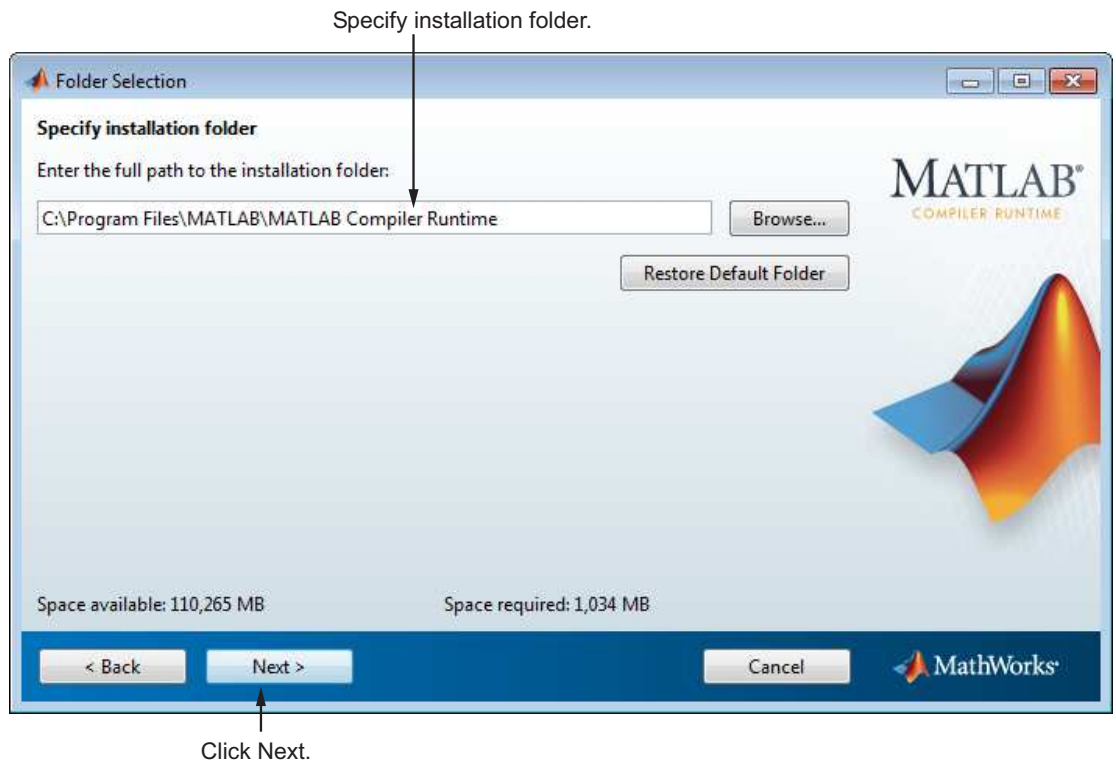 Specify installation folder.
Folder Selection
Specify installation folder
Enter the full path to the installation folder:
C:\Program Files\MATLAB\MATLAB Compiler Runtime
Browse...
Restore Default Folder
MATLAB®
COMPILER RUNTIME
Space available: 110,265 MB
Space required: 1,034 MB
< Back
Next >
Cancel
MathWorks®
Click Next.